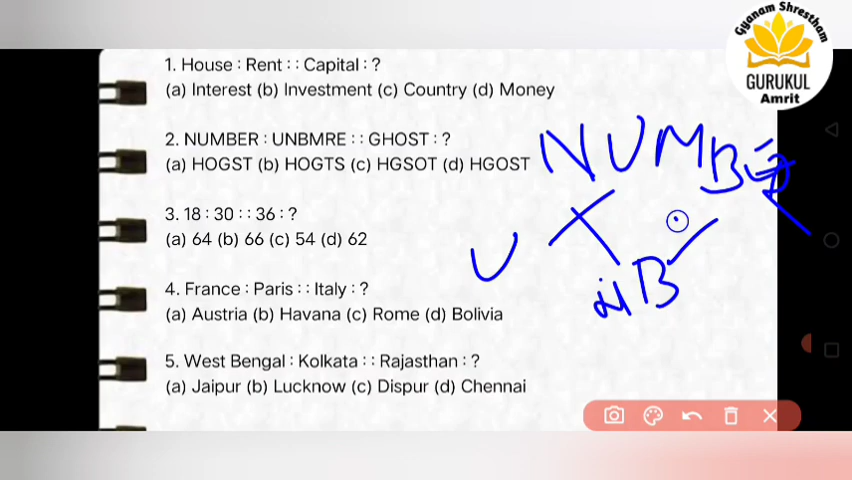 Gyanam Shrestham
GURUKUL
Amrit
1. House : Rent : : Capital : ?
(a) Interest (b) Investment (c) Country (d) Money
2. NUMBER : UNBMRE : : GHOST : ?
(a) HOGST (b) HOGTS (c) HGSOT (d) HGOST
NUMBER
3. 18 : 30 : : 36 : ?
(a) 64 (b) 66 (c) 54 (d) 62
UNB
4. France : Paris : : Italy : ?
(a) Austria (b) Havana (c) Rome (d) Bolivia
5. West Bengal : Kolkata : : Rajasthan : ?
(a) Jaipur (b) Lucknow (c) Dispur (d) Chennai